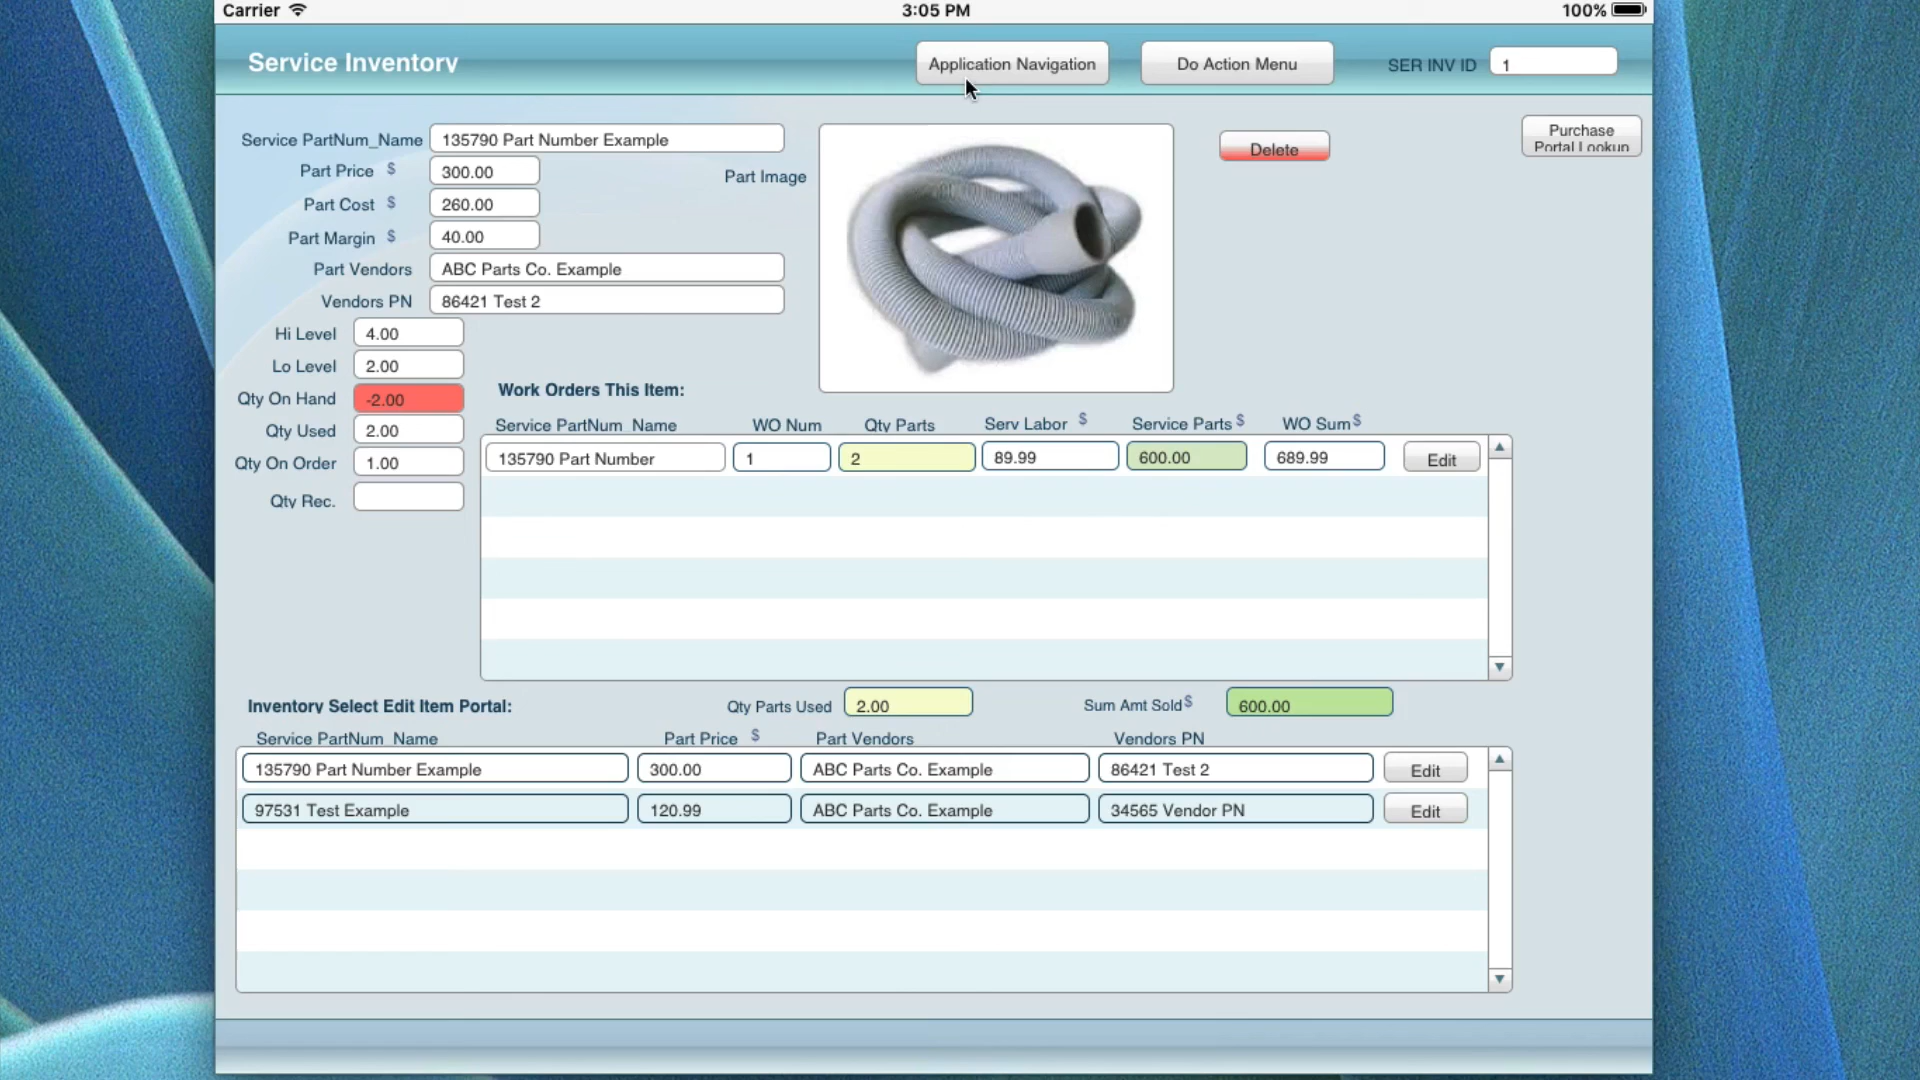 Carrier 3:05 PM 100%
Service Inventory Application Navigation Do Action Menu SER INV ID 1
Service PartNum_Name 135790 Part Number Example
Part Price $ 300.00
Part Cost $ 260.00
Part Margin $ 40.00
Part Vendors ABC Parts Co. Example
Vendors PN 86421 Test 2
Part Image
Delete
Purchase
Portal Lookup
Hi Level 4.00
Lo Level 2.00
Qty On Hand -2.00
Qty Used 2.00
Qty On Order 1.00
Qty Rec.
Work Orders This Item:
Service PartNum_Name WO Num Qty Parts Serv Labor $ Service Parts $ WO Sum $
135790 Part Number 1 2 89.99 600.00 689.99 Edit
Inventory Select Edit Item Portal: Qty Parts Used 2.00 Sum Amt Sold $ 600.00
Service PartNum_Name Part Price $ Part Vendors Vendors PN
135790 Part Number Example 300.00 ABC Parts Co. Example 86421 Test 2 Edit
97531 Test Example 120.99 ABC Parts Co. Example 34565 Vendor PN Edit